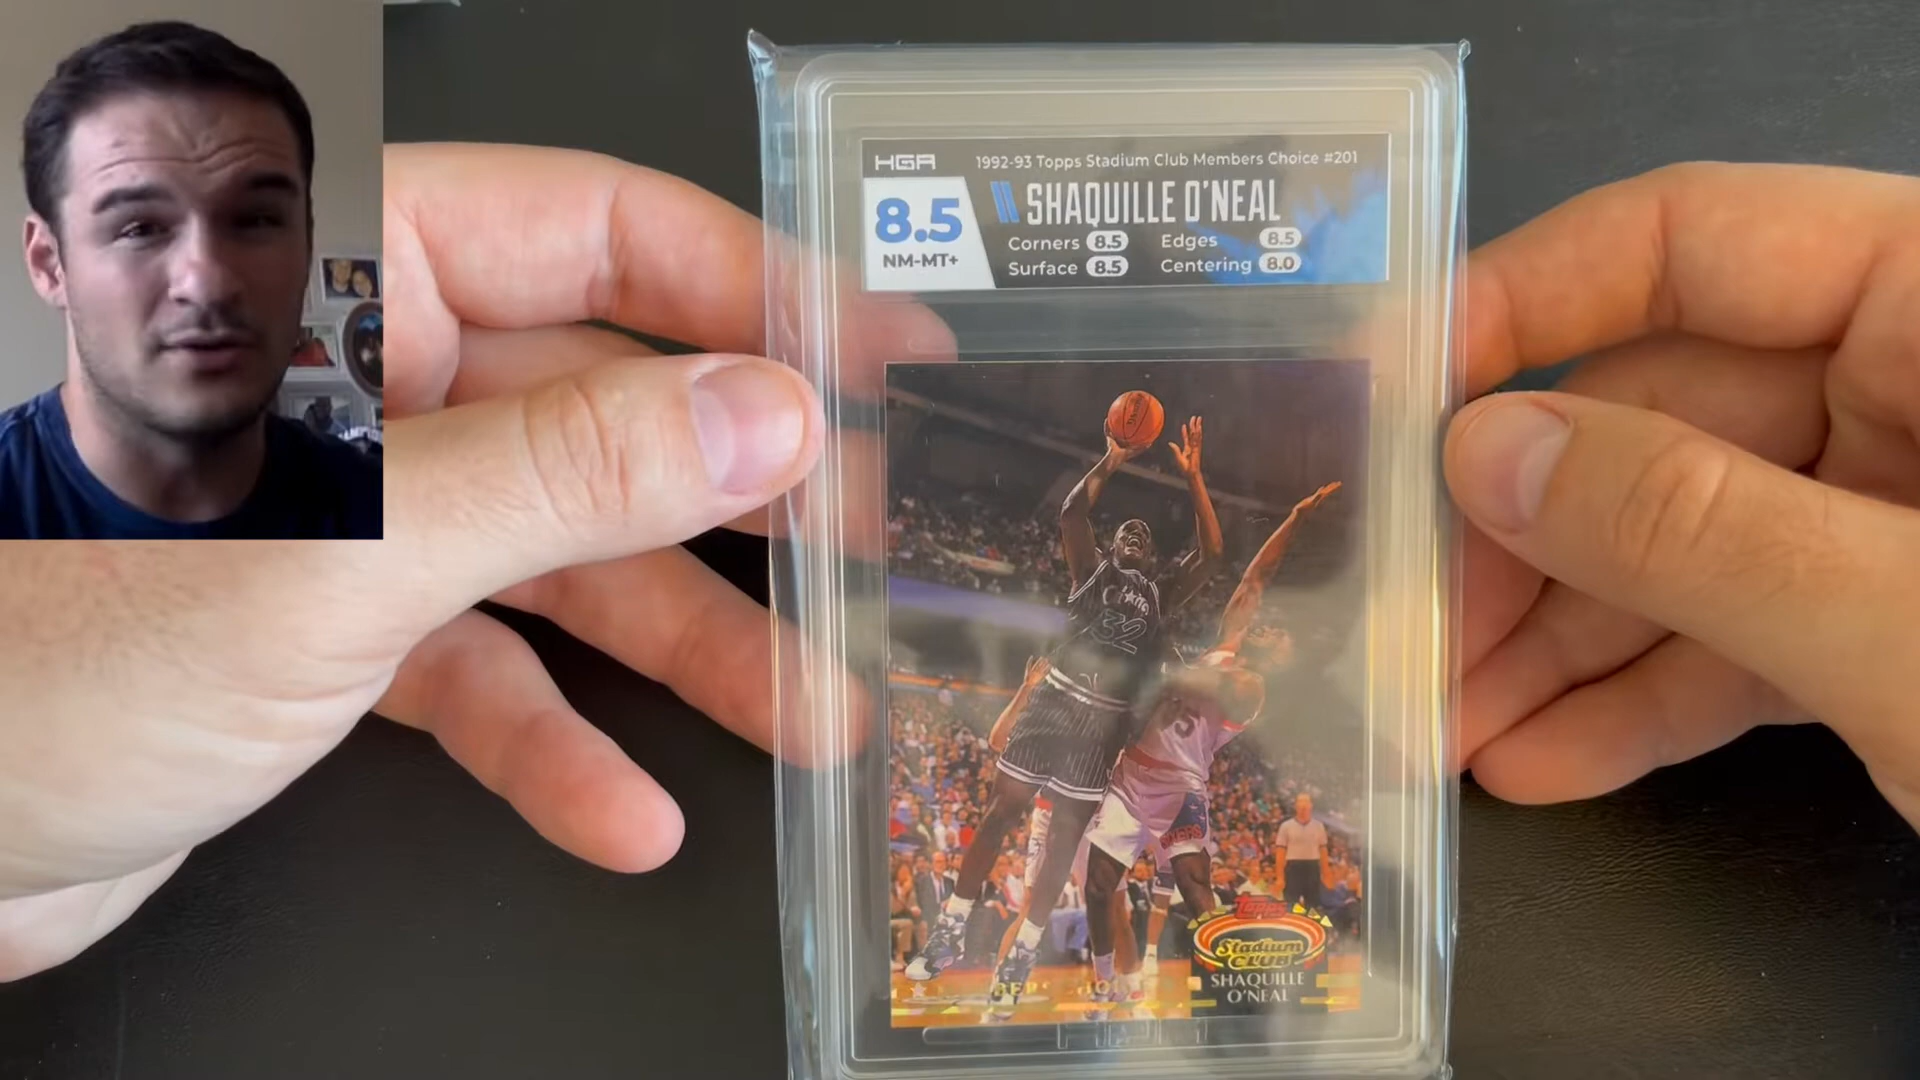 HGA
1992-93 Topps Stadium Club Members Choice #201
8.5
SHAQUILLE O'NEAL
NM-MT+
Corners 8.5 Edges 8.5
Surface 8.5 Centering 8.0
32
5
Topps
Stadium
CLUB
SHAQUILLE
O'NEAL